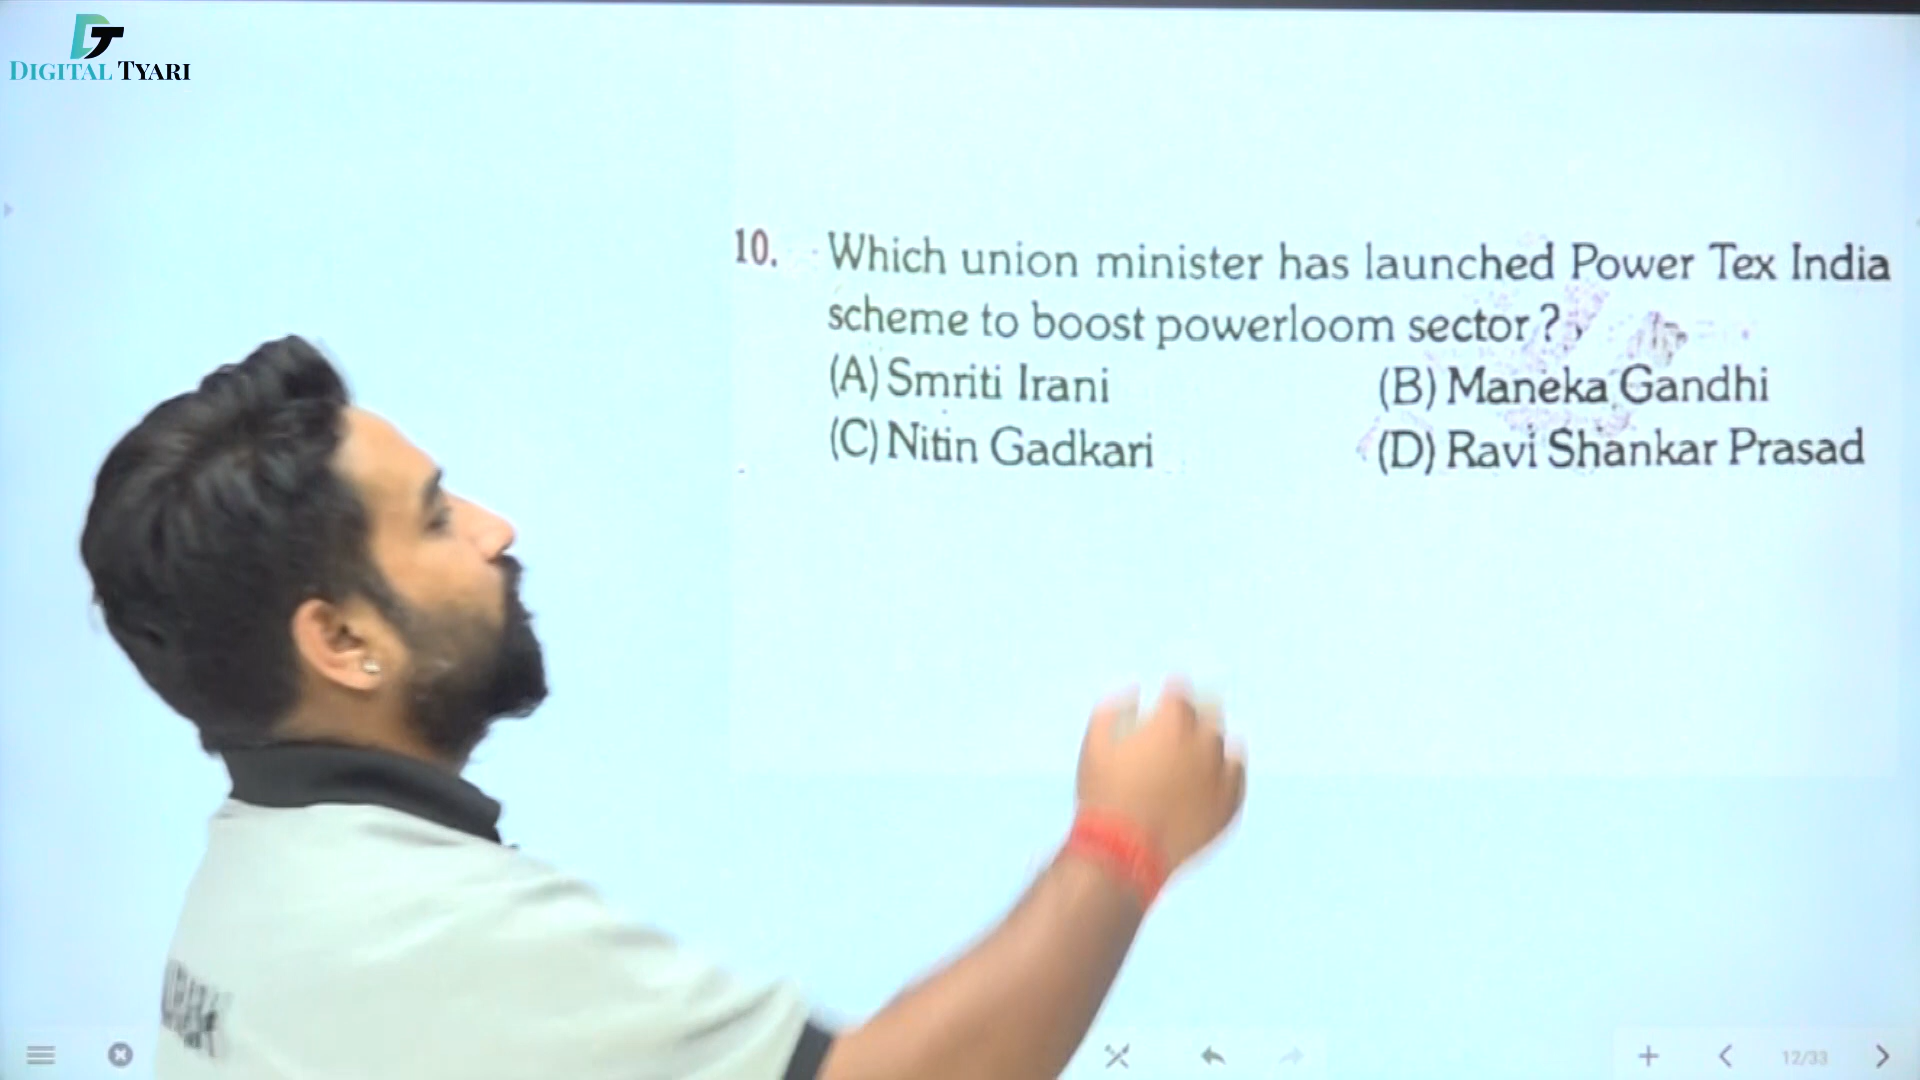 DIGITAL TYARI
10. Which union minister has launched Power Tex India
scheme to boost powerloom sector ?
(A) Smriti Irani (B) Maneka Gandhi
(C) Nitin Gadkari (D) Ravi Shankar Prasad
12/33